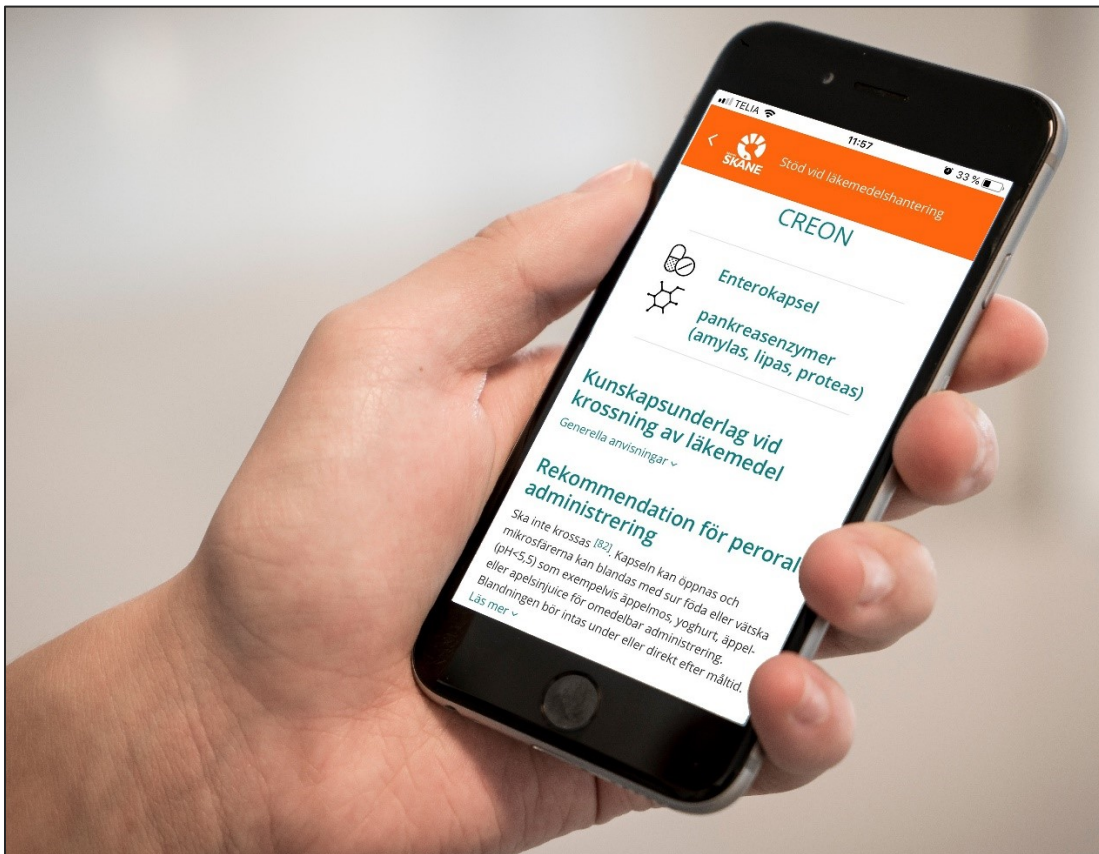 TELIA
11:57
33 %
SKÅNE
Stöd vid läkemedelshantering
CREON
Enterokapsel
pankreasenzymer
(amylas, lipas, proteas)
Kunskapsunderlag vid
krossning av läkemedel
Generella anvisningar
Rekommendation för peroral
administrering
Ska inte krossas [82]. Kapseln kan öppnas och
mikrosfärerna kan blandas med sur föda eller vätska
(pH<5,5) som exempelvis äppelmos, yoghurt, äppel-
eller apelsinjuice för omedelbar administrering.
Blandningen bör intas under eller direkt efter måltid.
Läs mer